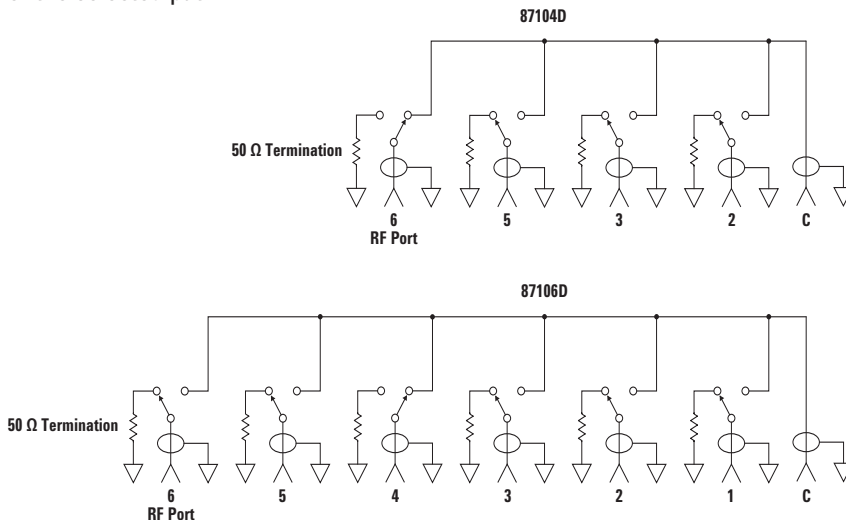 87104D
50 Ω Termination
6 5 3 2 C
RF Port
87106D
50 Ω Termination
6 5 4 3 2 1 C
RF Port